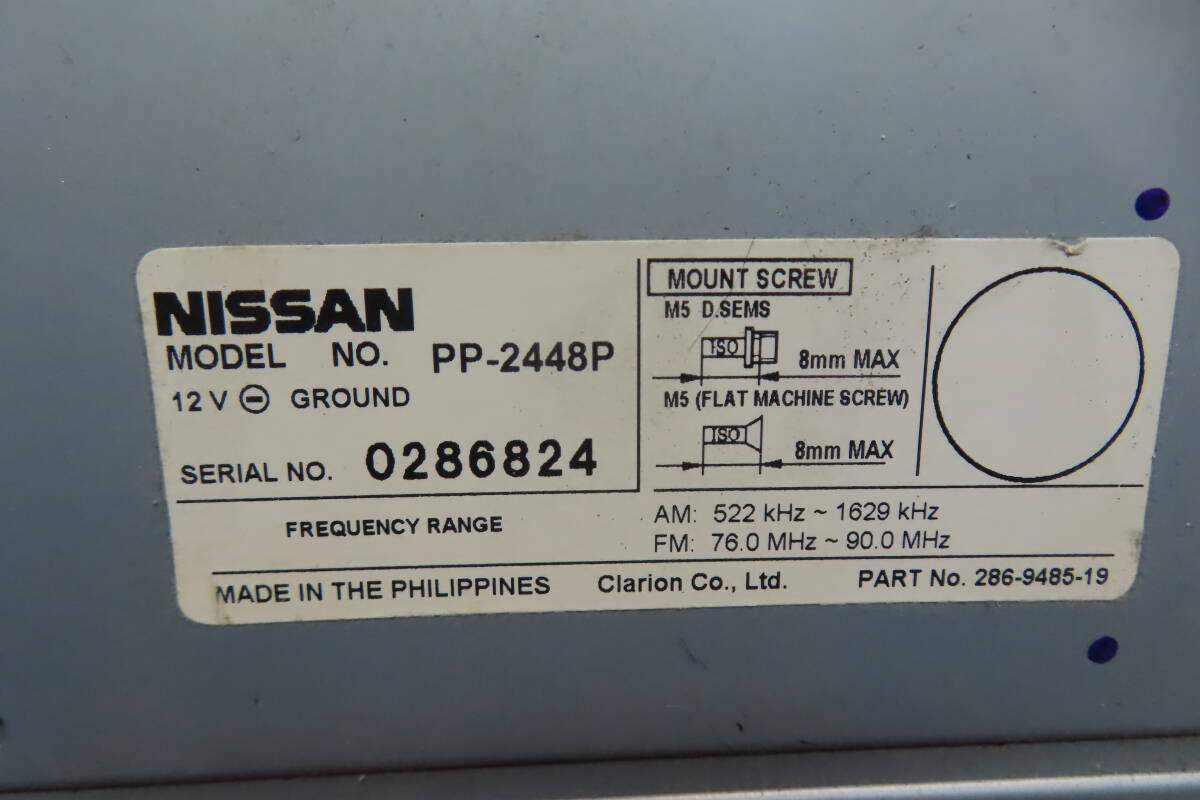 NISSAN
MODEL NO. PP-2448P
12 V ⊖ GROUND
SERIAL NO. 0286824
MOUNT SCREW
M5 D.SEMS
ISO
8mm MAX
M5 (FLAT MACHINE SCREW)
ISO
8mm MAX
FREQUENCY RANGE
AM: 522 kHz ~ 1629 kHz
FM: 76.0 MHz ~ 90.0 MHz
MADE IN THE PHILIPPINES Clarion Co., Ltd. PART No. 286-9485-19